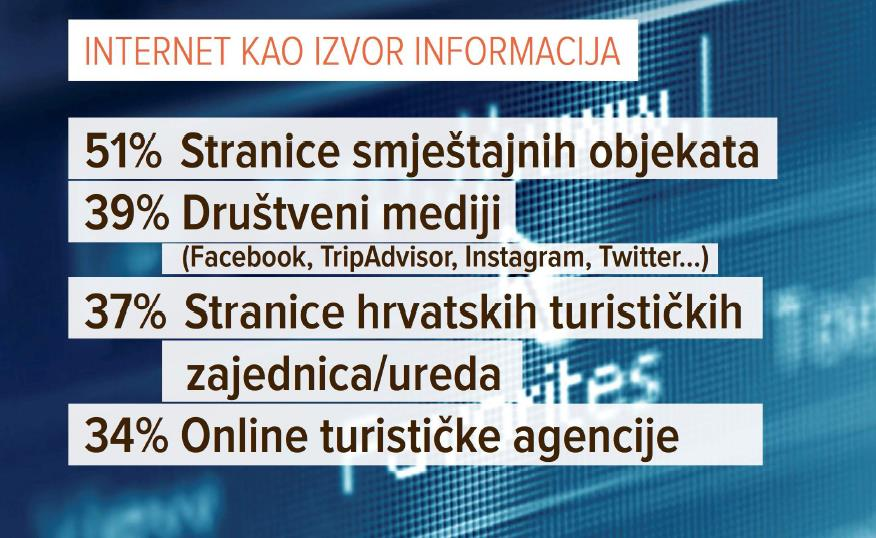 INTERNET KAO IZVOR INFORMACIJA
51% Stranice smještajnih objekata
39% Društveni mediji
(Facebook, TripAdvisor, Instagram, Twitter...)
37% Stranice hrvatskih turističkih
zajednica/ureda
34% Online turističke agencije
view